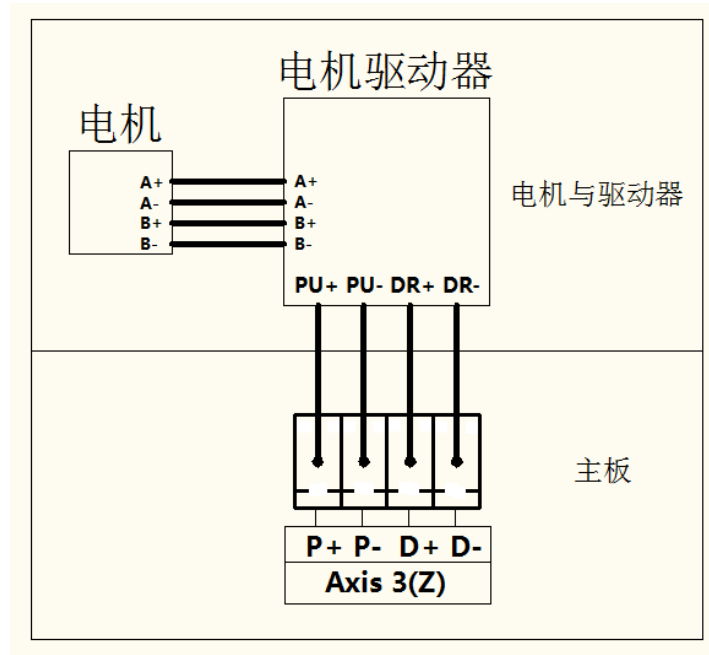 电机驱动器
电机
A+ A+
A- A-
B+ B+
B- B-
电机与驱动器
PU+ PU- DR+ DR-
主板
P+ P- D+ D-
Axis 3(Z)